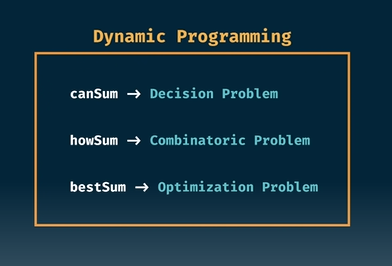 Dynamic Programming
canSum → Decision Problem
howSum → Combinatoric Problem
bestSum → Optimization Problem